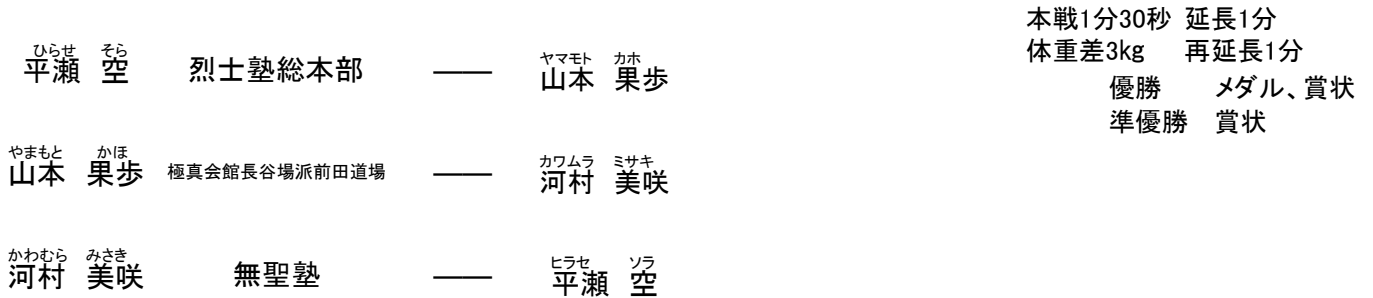 本戦1分30秒 延長1分
体重差3kg 再延長1分
優勝 メダル、賞状
準優勝 賞状
ひらせ そら ヤマモト カホ
平瀬 空 烈士塾総本部 ―― 山本 果歩
やまもと かほ カワムラ ミサキ
山本 果歩 極真会館長谷場派前田道場 ―― 河村 美咲
かわむら みさき ヒラセ ソラ
河村 美咲 無聖塾 ―― 平瀬 空